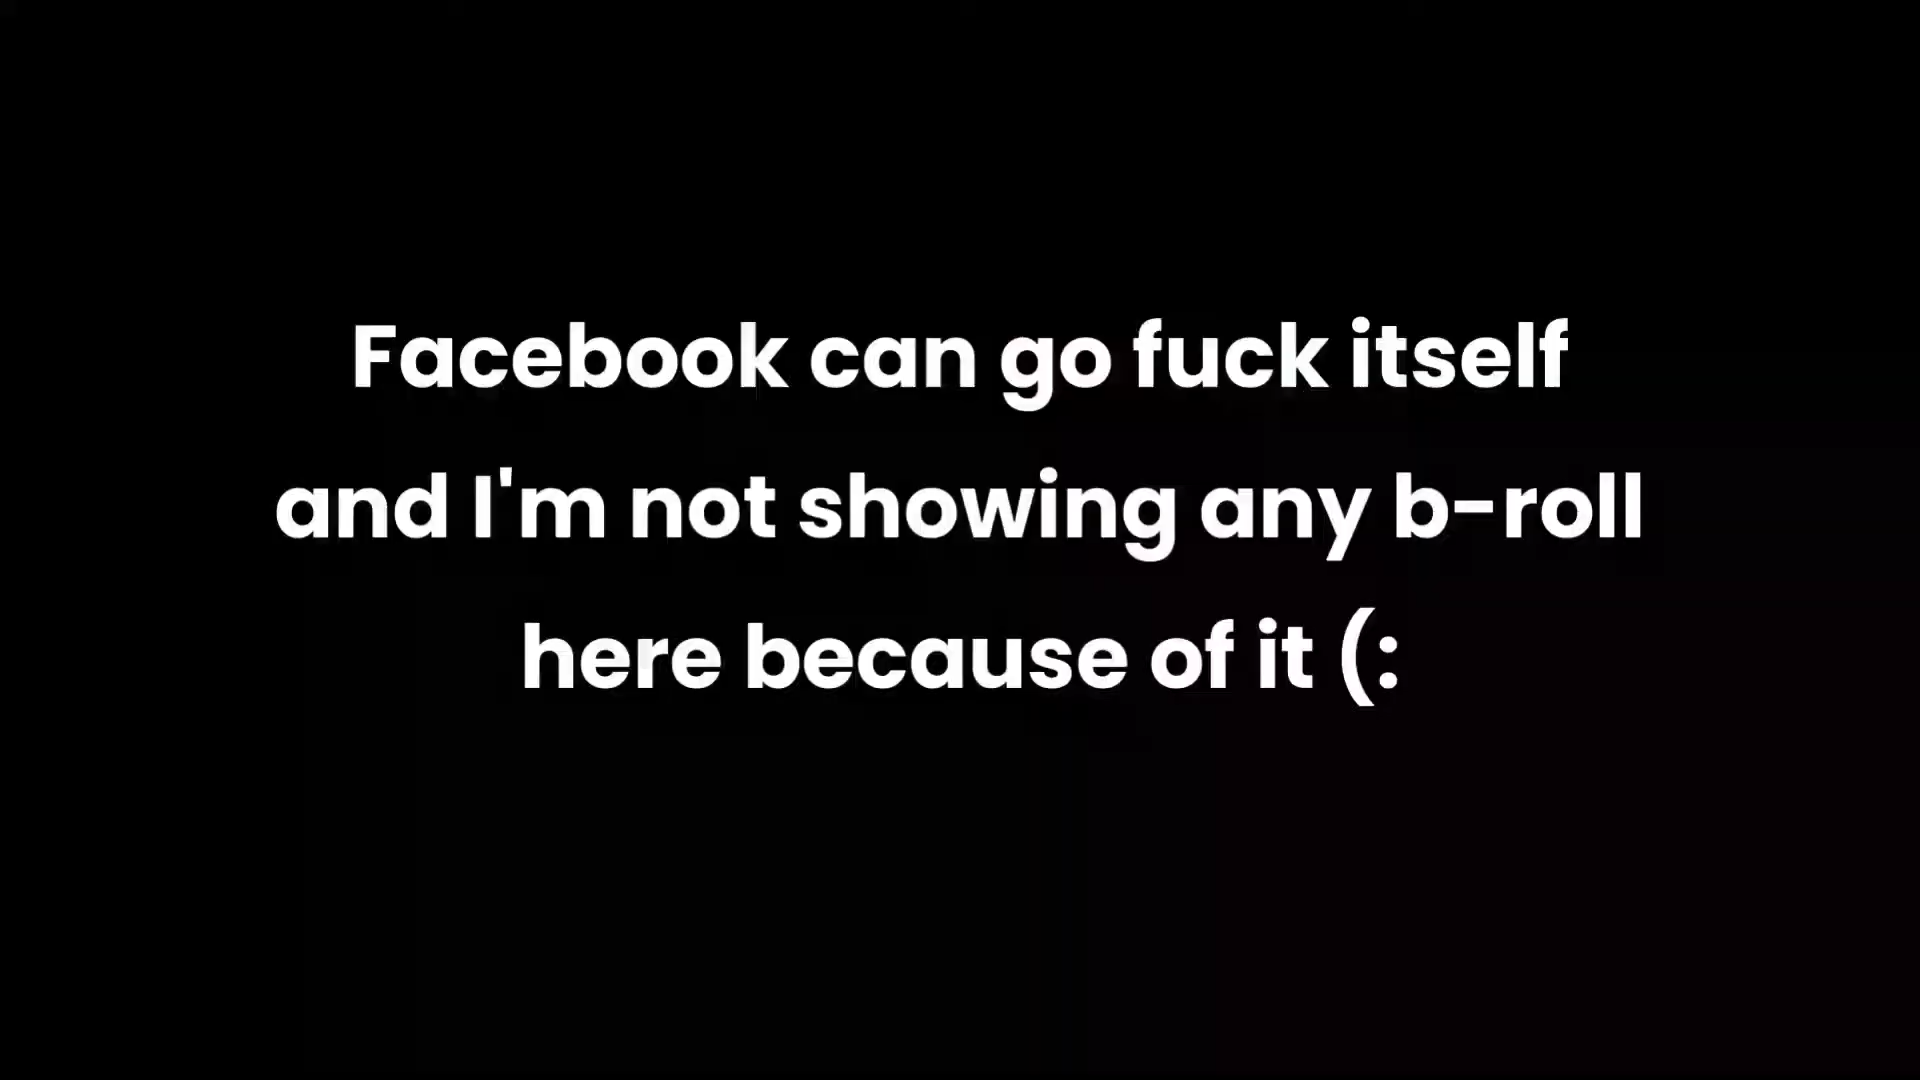 Facebook can go fuck itself
and I'm not showing any b-roll
here because of it (: